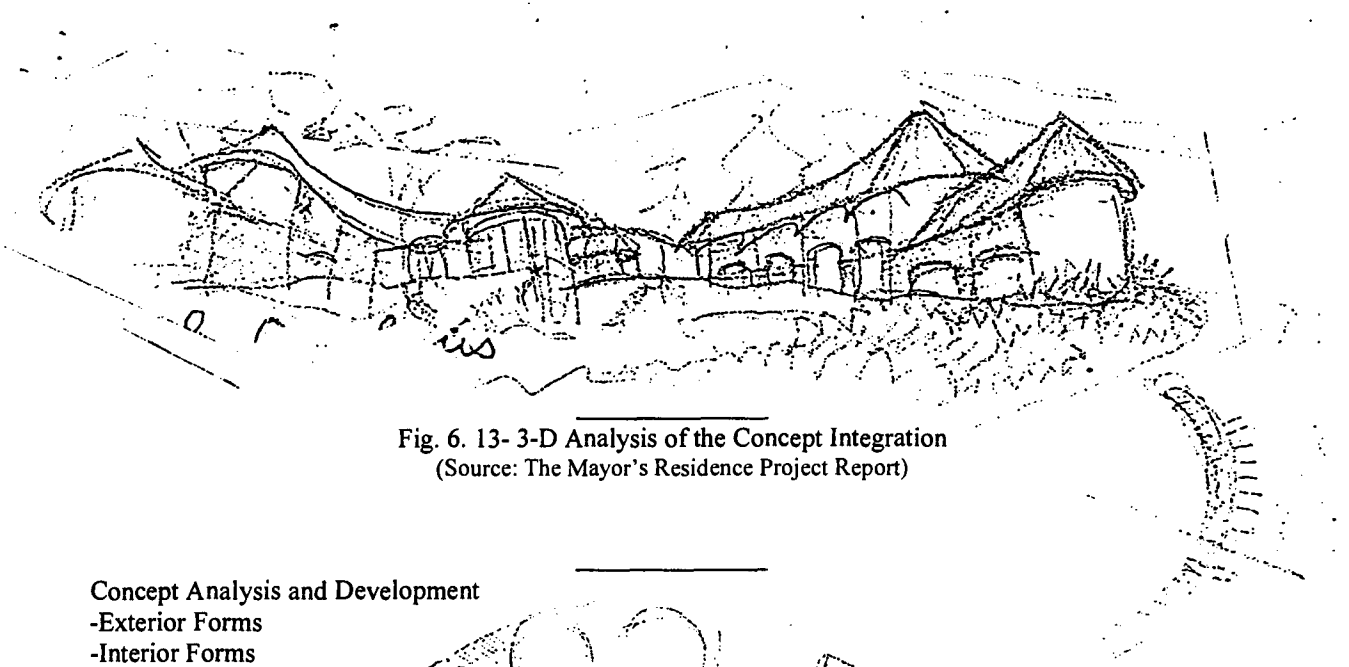 Fig. 6. 13- 3-D Analysis of the Concept Integration
(Source: The Mayor's Residence Project Report)
Concept Analysis and Development
-Exterior Forms
-Interior Forms